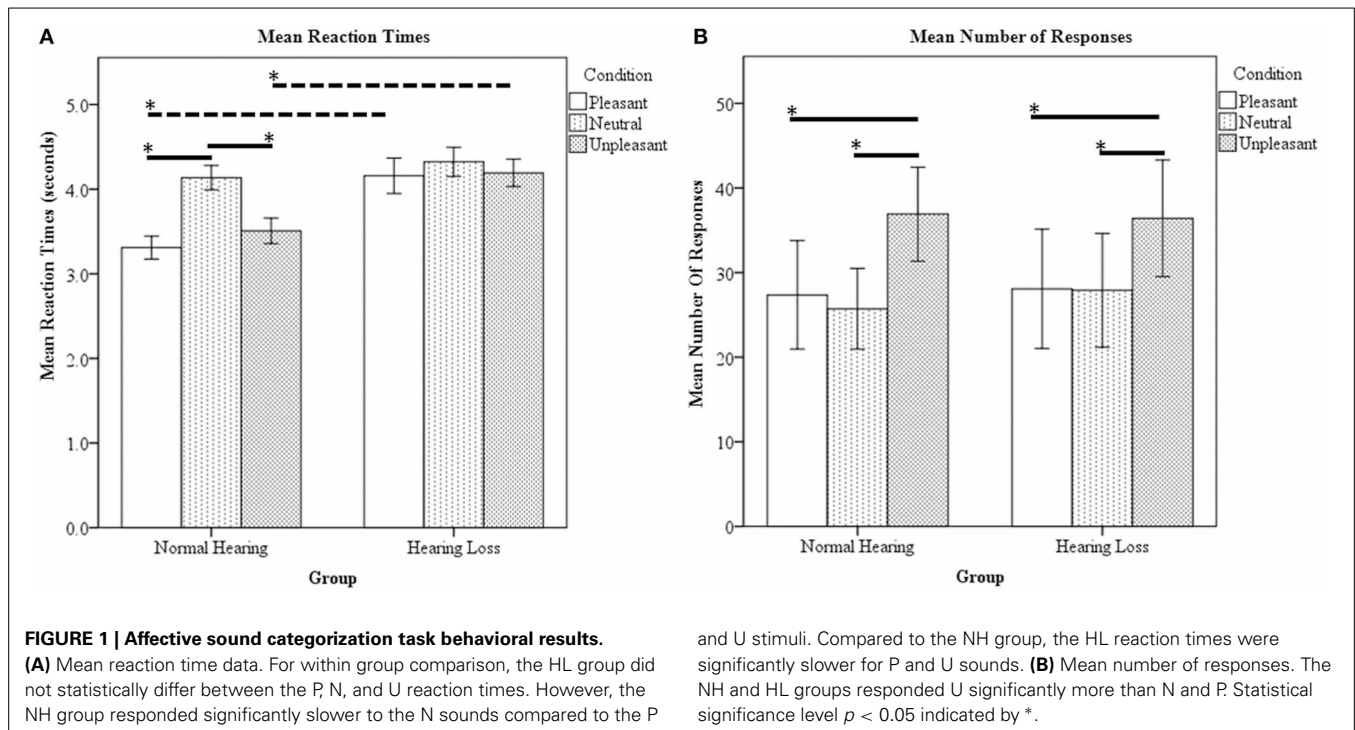 A
Mean Reaction Times
Mean Reaction Times (seconds)
5.0
4.0
3.0
2.0
1.0
0.0
*
*
*
*
Condition
Pleasant
Neutral
Unpleasant
Normal Hearing
Hearing Loss
Group
B
Mean Number of Responses
Mean Number Of Responses
50
40
30
20
10
0
*
*
*
*
Condition
Pleasant
Neutral
Unpleasant
Normal Hearing
Hearing Loss
Group
FIGURE 1 | Affective sound categorization task behavioral results.
(A) Mean reaction time data. For within group comparison, the HL group did
not statistically differ between the P, N, and U reaction times. However, the
NH group responded significantly slower to the N sounds compared to the P
and U stimuli. Compared to the NH group, the HL reaction times were
significantly slower for P and U sounds. (B) Mean number of responses. The
NH and HL groups responded U significantly more than N and P. Statistical
significance level p < 0.05 indicated by *.